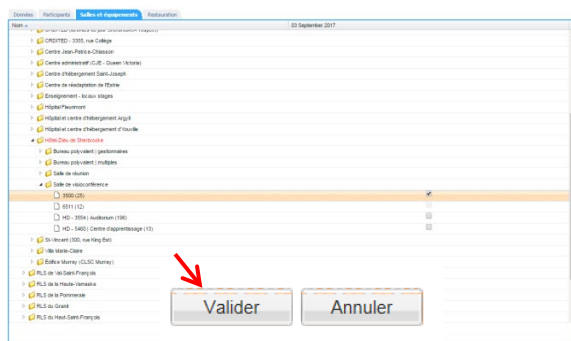 Données Participants Salles et équipements Restauration
Nom 03 September 2017
CRDITED - 3355, rue Collège
Centre Jean-Patrice-Chiasson
Centre administratif (CJE - Queen Victoria)
Centre d'hébergement Saint-Joseph
Centre de réadaptation de l'Estrie
Enseignement - locaux stages
Hôpital Fleurimont
Hôpital et centre d'hébergement Argyll
Hôpital et centre d'hébergement d'Youville
Hôtel-Dieu de Sherbrooke
Bureau polyvalent | gestionnaires
Bureau polyvalent | multiples
Salle de réunion
Salle de visioconférence
3500 (25)
6511 (12)
HD - 3554 | Auditorium (106)
HD - 5460 | Centre d'apprentissage (13)
St-Vincent (300, rue King Est)
Villa Marie-Claire
Édifice Murray (CLSC Murray)
RLS de Val-Saint-François
RLS de la Haute-Yamaska
RLS de la Pommeraie
RLS du Granit
RLS du Haut-Saint-François
Valider Annuler